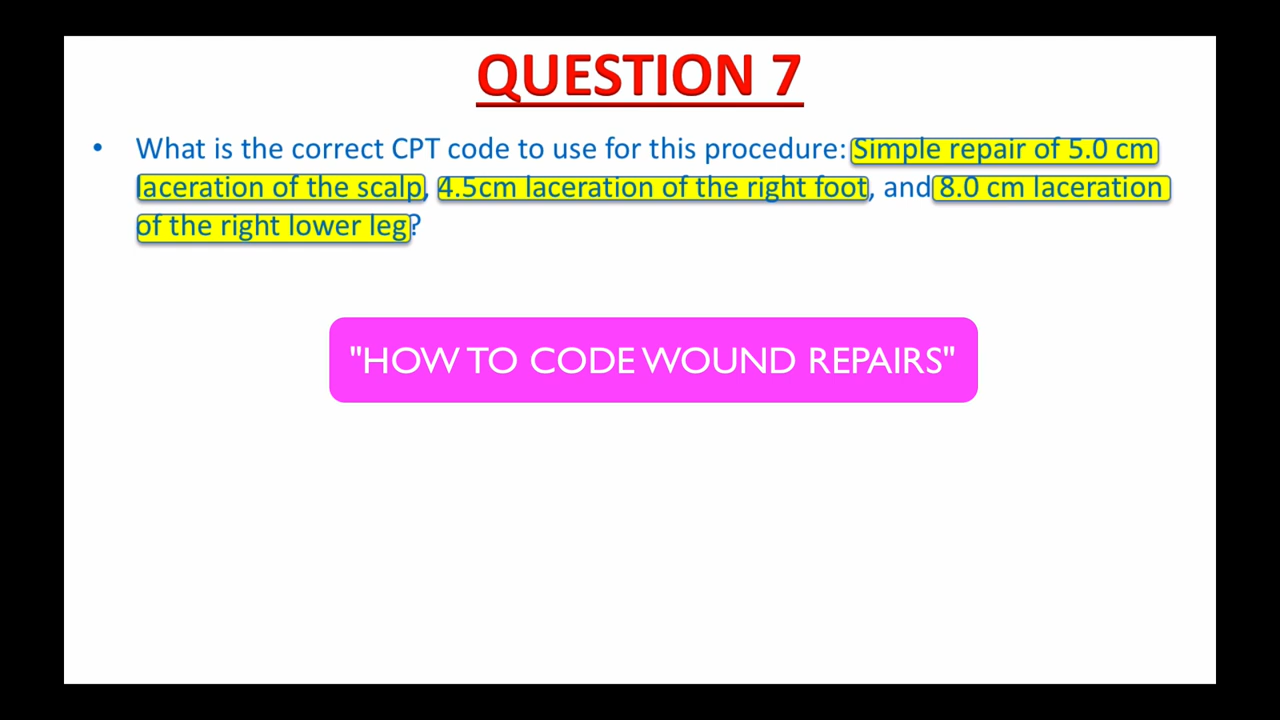 QUESTION 7
• What is the correct CPT code to use for this procedure: Simple repair of 5.0 cm
laceration of the scalp, 4.5cm laceration of the right foot, and 8.0 cm laceration
of the right lower leg?
"HOW TO CODE WOUND REPAIRS"